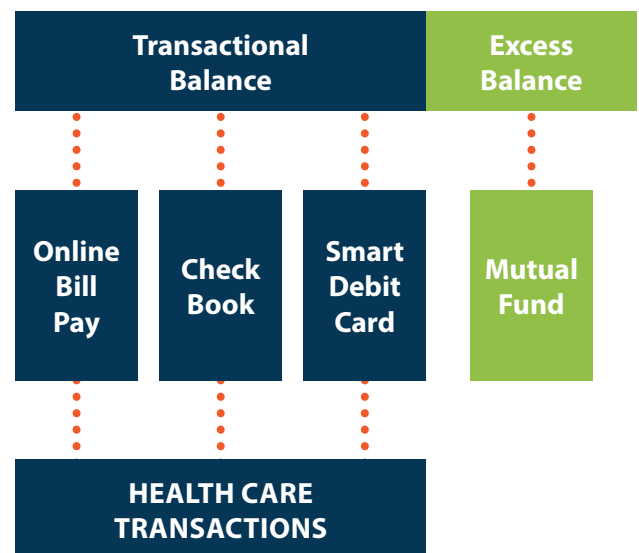 Transactional
Balance
Excess
Balance
Online
Bill
Pay
Check
Book
Smart
Debit
Card
Mutual
Fund
HEALTH CARE
TRANSACTIONS